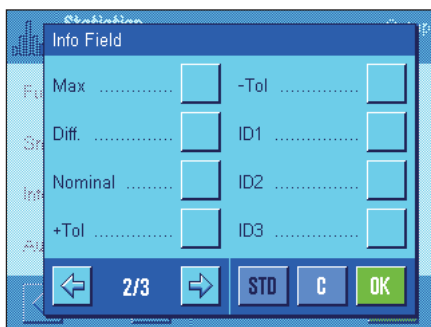 Statistics
Info Field
Max ..............
Diff. ..............
Nominal ..........
+Tol ..............
-Tol ...............
ID1 ................
ID2 ................
ID3 ................
2/3
STD
C
OK